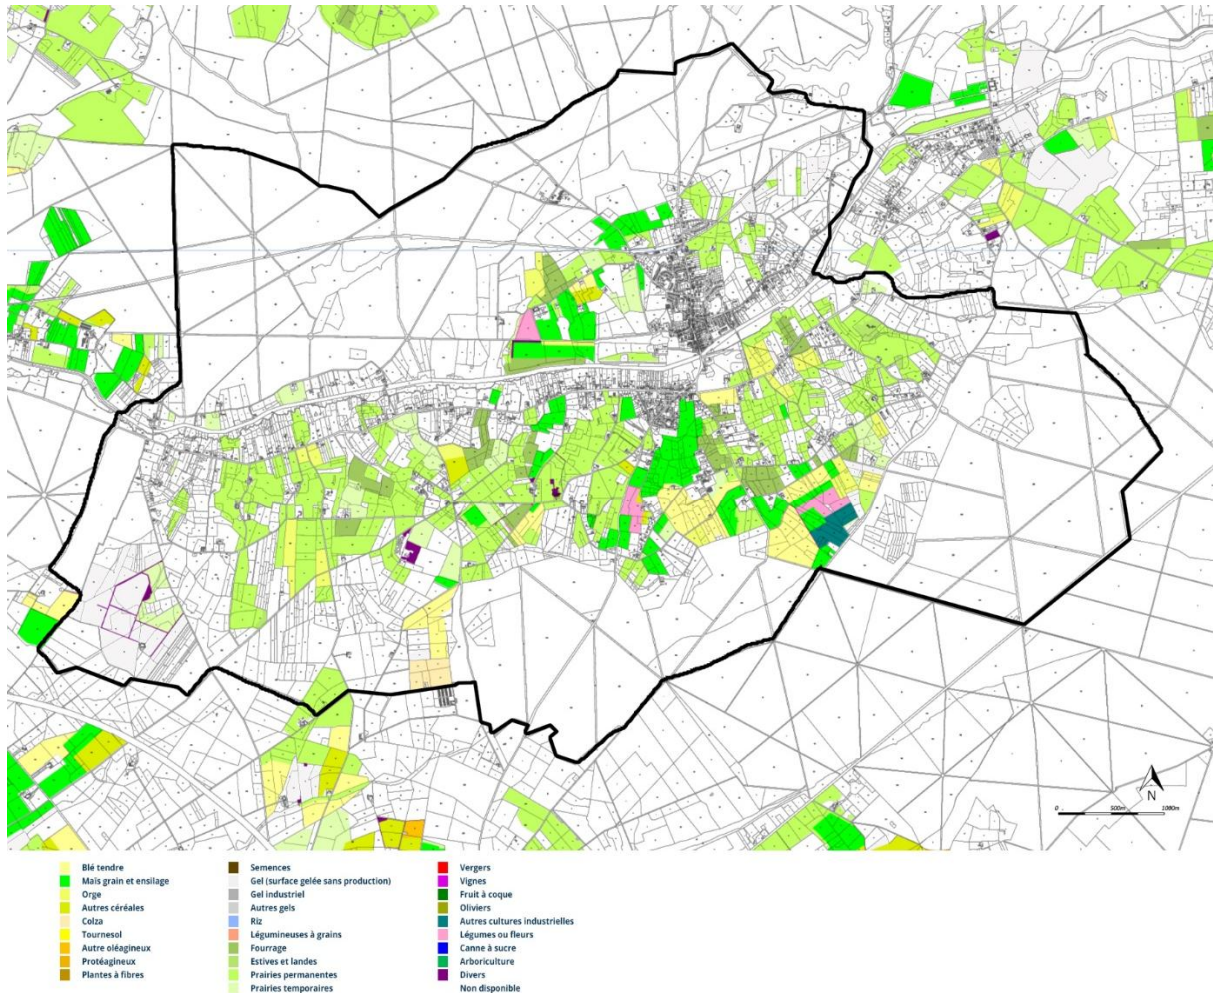 N
0 500m 1000m
Blé tendre
Maïs grain et ensilage
Orge
Autres céréales
Colza
Tournesol
Autre oléagineux
Protéagineux
Plantes à fibres
Semences
Gel (surface gelée sans production)
Gel industriel
Autres gels
Riz
Légumineuses à grains
Fourrage
Estives et landes
Prairies permanentes
Prairies temporaires
Vergers
Vignes
Fruit à coque
Oliviers
Autres cultures industrielles
Légumes ou fleurs
Canne à sucre
Arboriculture
Divers
Non disponible